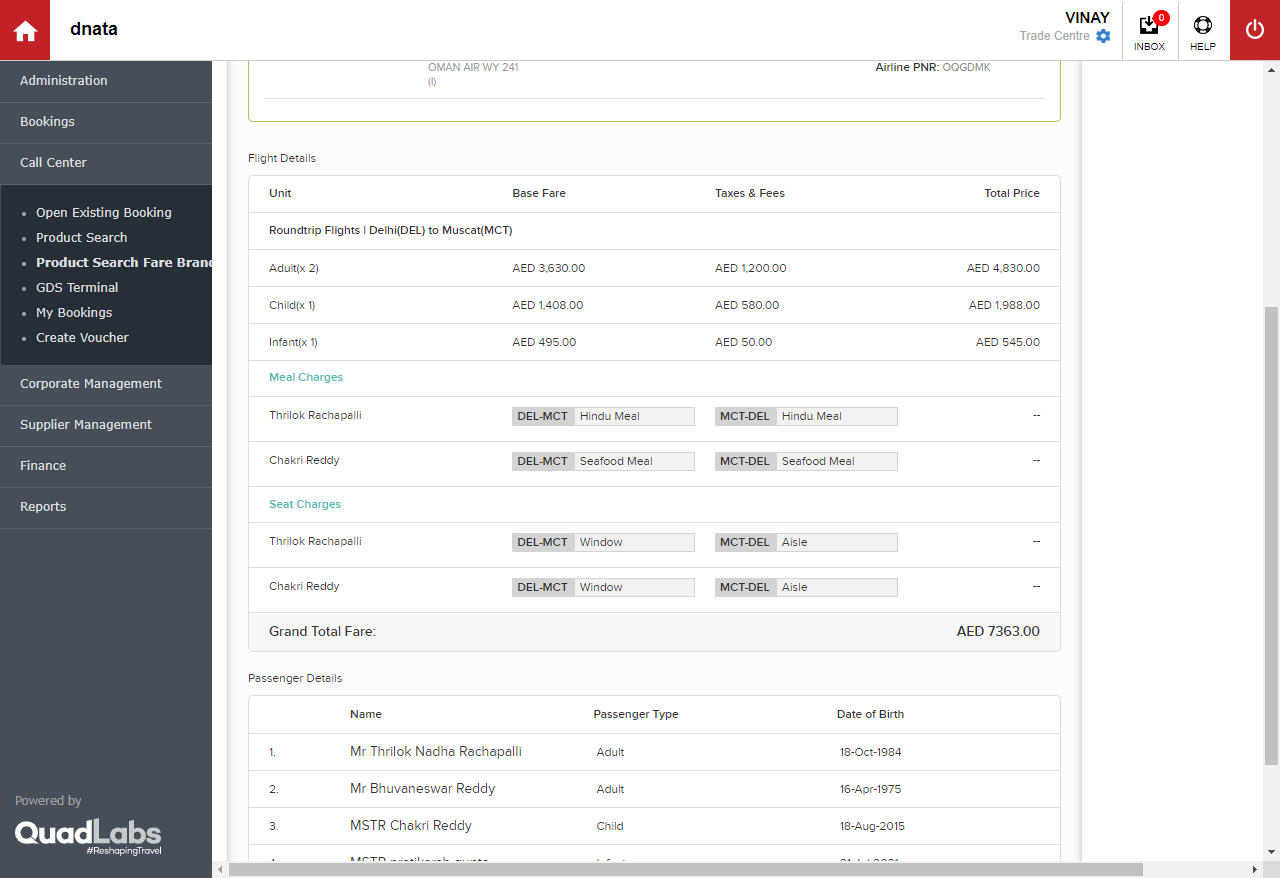 dnata
VINAY
Trade Centre
0
INBOX
HELP
Administration
Bookings
Call Center
Open Existing Booking
Product Search
Product Search Fare Bran
GDS Terminal
My Bookings
Create Voucher
Corporate Management
Supplier Management
Finance
Reports
Powered by
QuadLabs
#ReshapingTravel
OMAN AIR WY 241
(I)
Airline PNR: OQGDMK
Flight Details
Unit Base Fare Taxes & Fees Total Price
Roundtrip Flights | Delhi(DEL) to Muscat(MCT)
Adult(x 2) AED 3,630.00 AED 1,200.00 AED 4,830.00
Child(x 1) AED 1,408.00 AED 580.00 AED 1,988.00
Infant(x 1) AED 495.00 AED 50.00 AED 545.00
Meal Charges
Thrilok Rachapalli DEL-MCT Hindu Meal MCT-DEL Hindu Meal --
Chakri Reddy DEL-MCT Seafood Meal MCT-DEL Seafood Meal --
Seat Charges
Thrilok Rachapalli DEL-MCT Window MCT-DEL Aisle --
Chakri Reddy DEL-MCT Window MCT-DEL Aisle --
Grand Total Fare: AED 7363.00
Passenger Details
Name Passenger Type Date of Birth
1. Mr Thrilok Nadha Rachapalli Adult 18-Oct-1984
2. Mr Bhuvaneswar Reddy Adult 16-Apr-1975
3. MSTR Chakri Reddy Child 18-Aug-2015